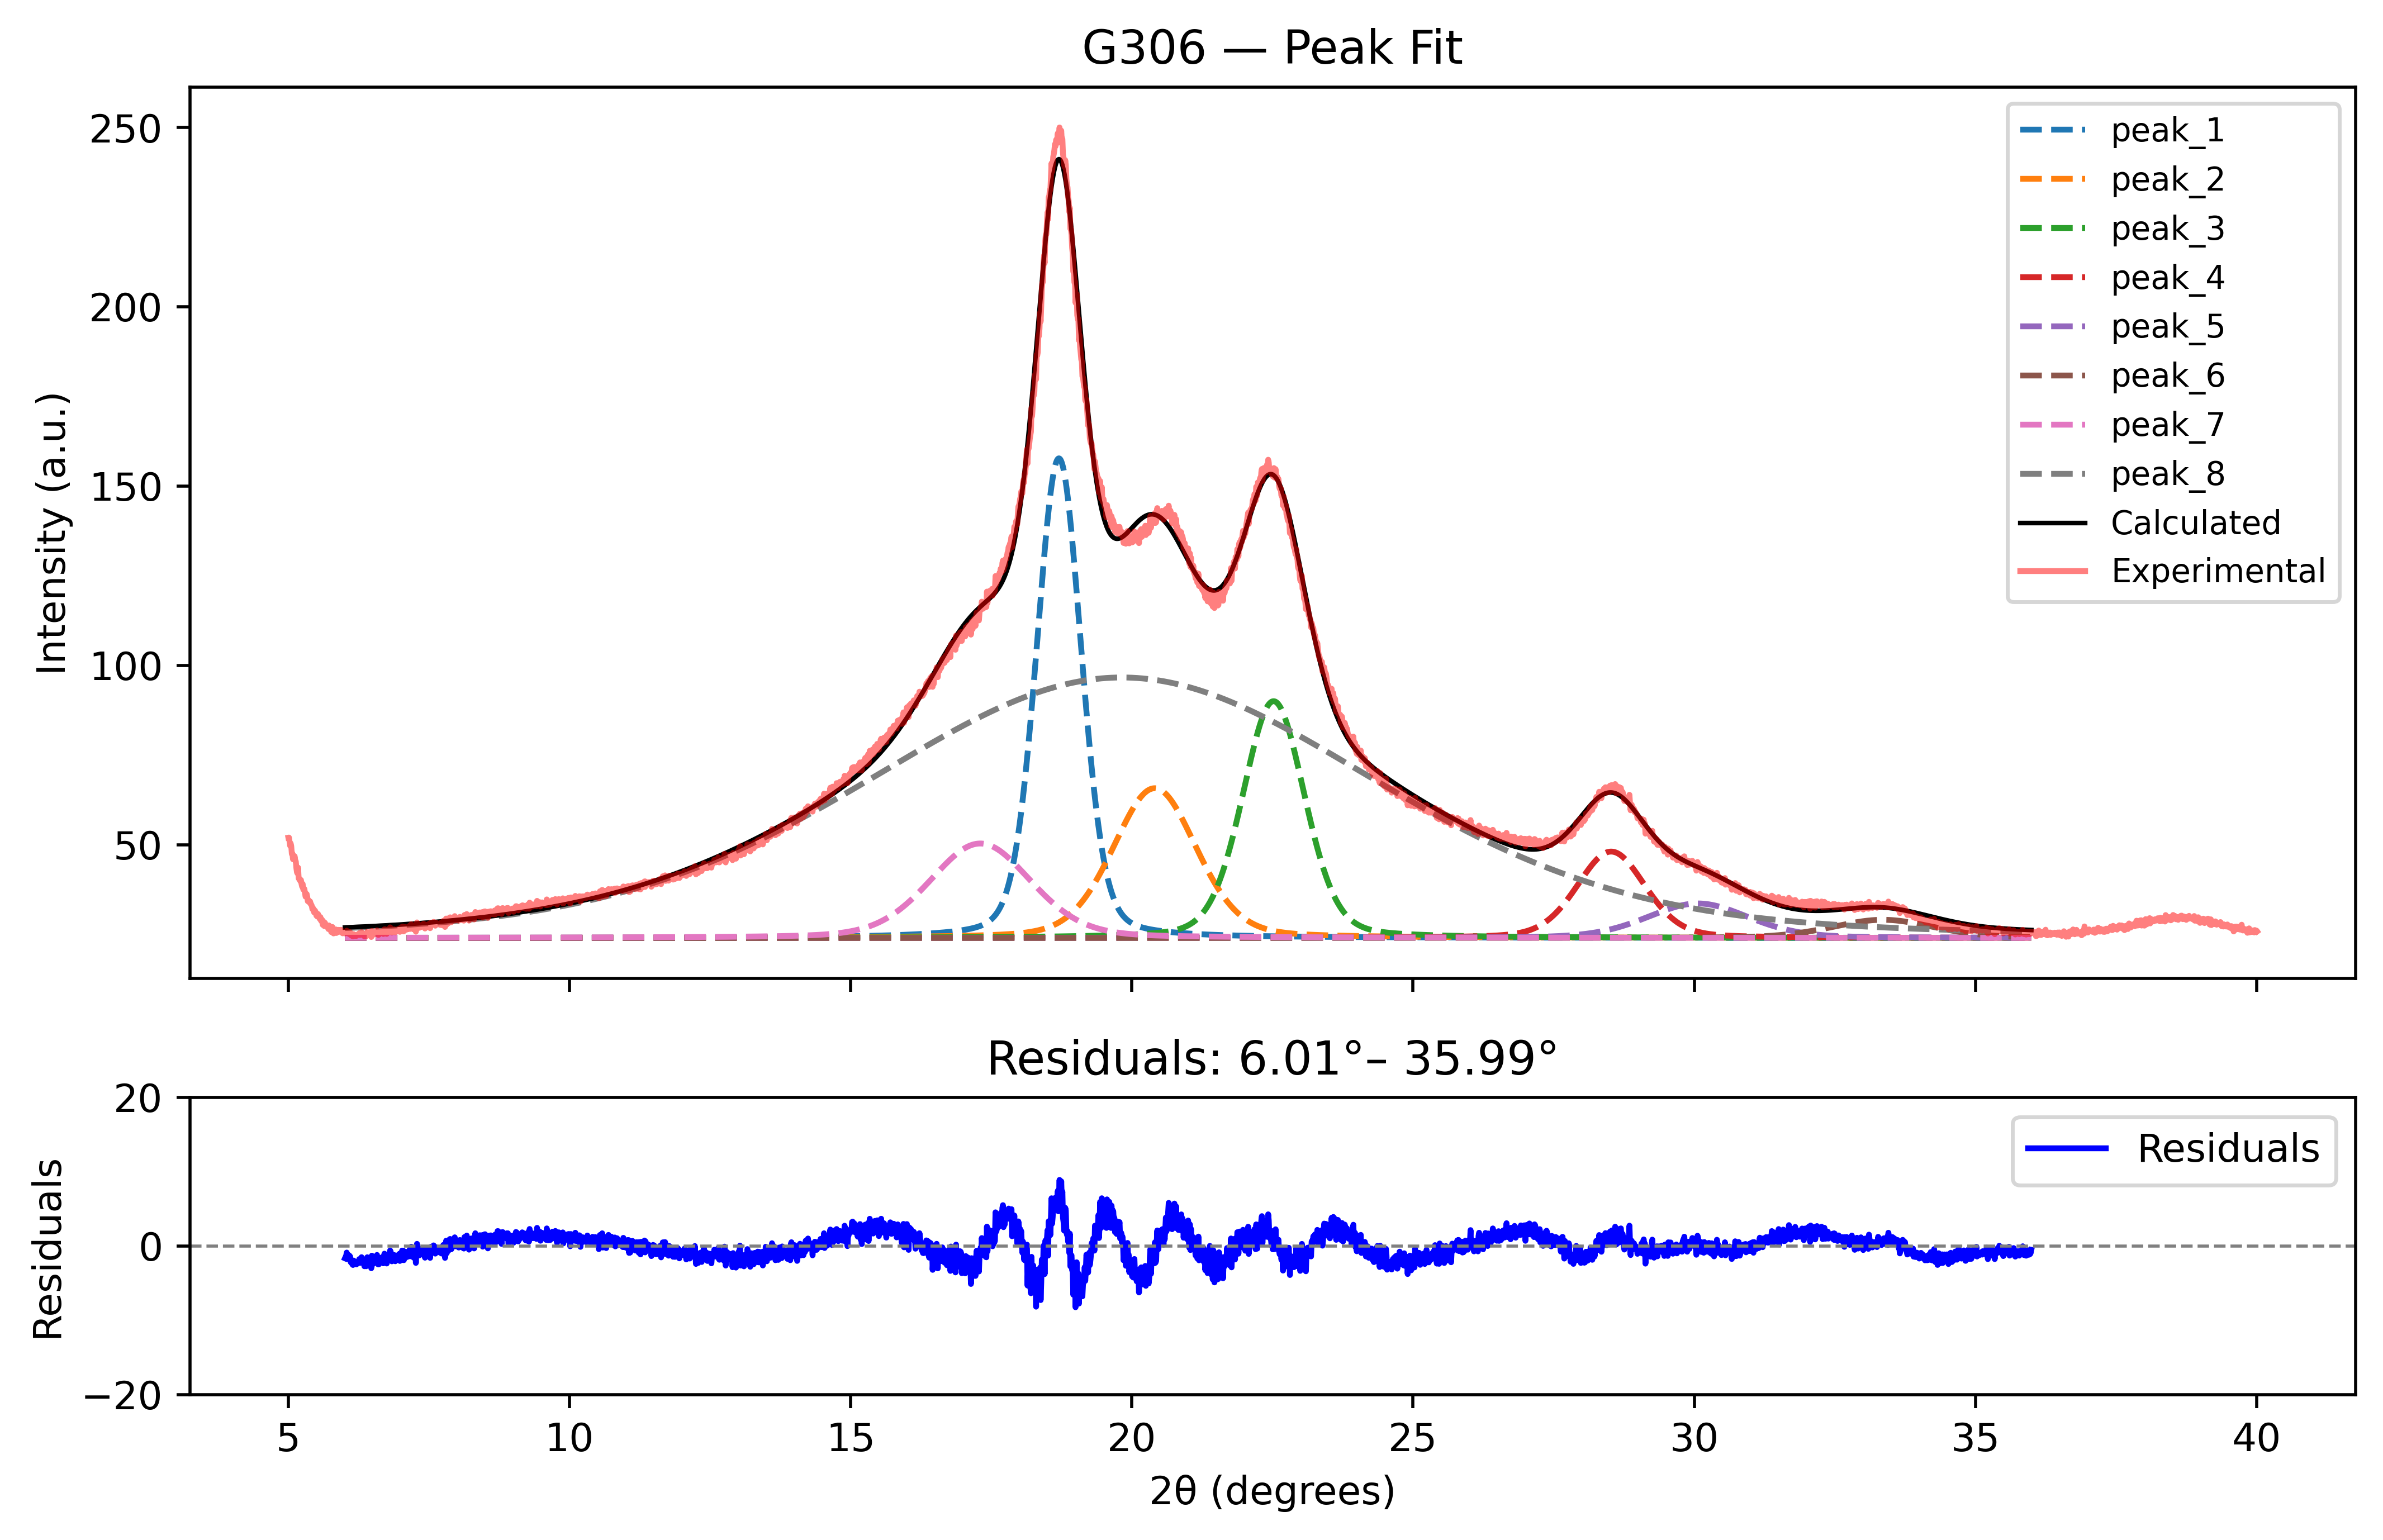 G306 — Peak Fit
Intensity (a.u.)
250
200
150
100
50
peak_1
peak_2
peak_3
peak_4
peak_5
peak_6
peak_7
peak_8
Calculated
Experimental
Residuals: 6.01°– 35.99°
Residuals
20
0
−20
Residuals
5 10 15 20 25 30 35 40
2θ (degrees)